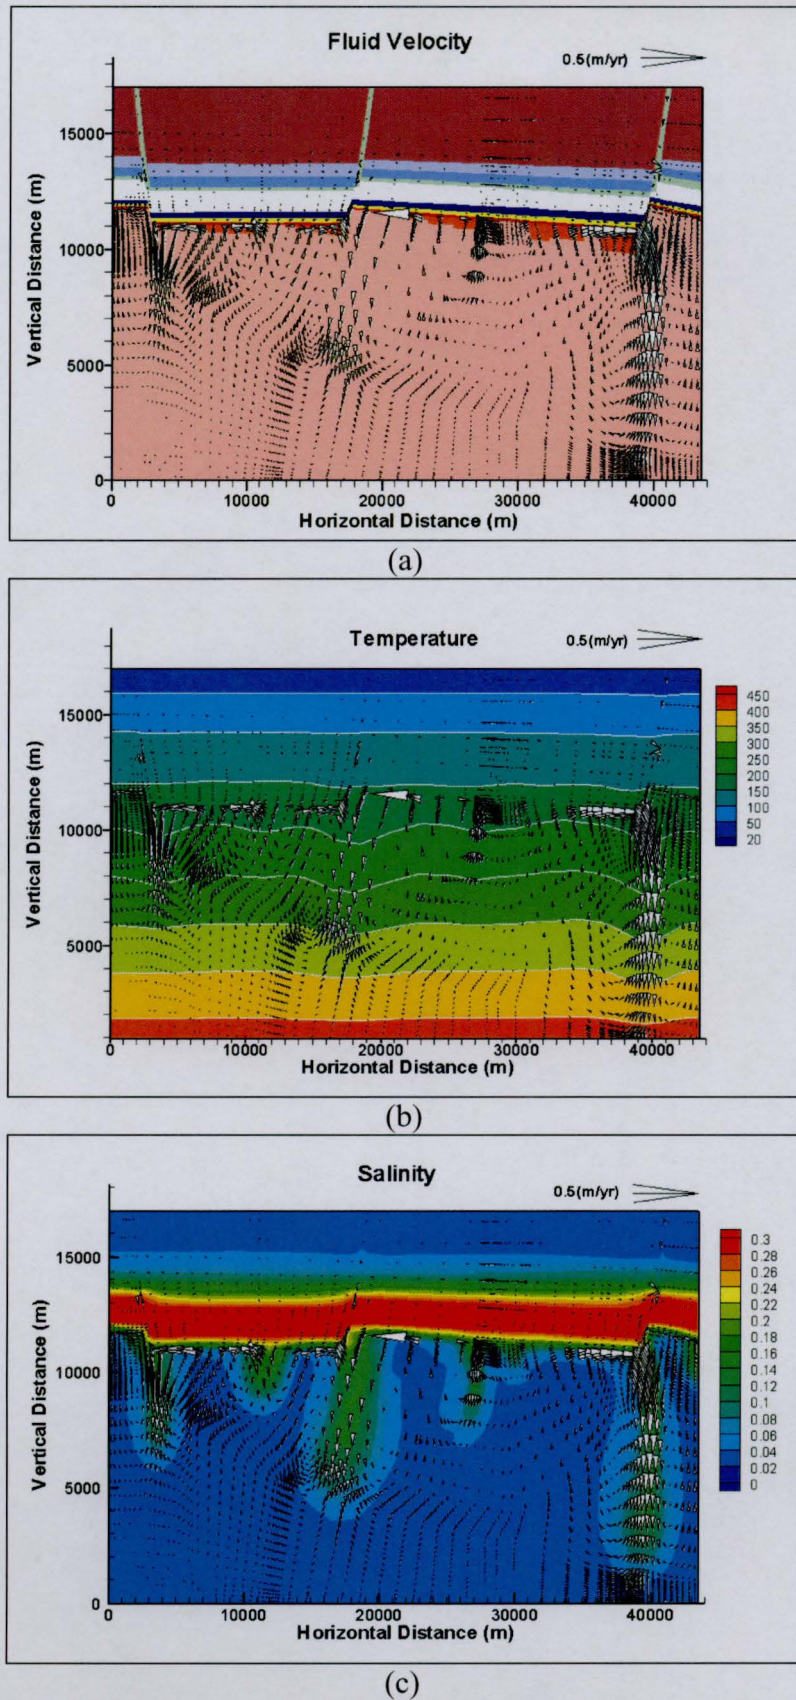 Fluid Velocity
0.5(m/yr)
Vertical Distance (m)
15000
10000
5000
0
0 10000 20000 30000 40000
Horizontal Distance (m)
(a)
Temperature
0.5(m/yr)
Vertical Distance (m)
15000
10000
5000
0 10000 20000 30000 40000
Horizontal Distance (m)
450
400
350
300
250
200
150
100
50
20
(b)
Salinity
0.5(m/yr)
Vertical Distance (m)
15000
10000
5000
0
0 10000 20000 30000 40000
Horizontal Distance (m)
0.3
0.28
0.26
0.24
0.22
0.2
0.18
0.16
0.14
0.12
0.1
0.08
0.06
0.04
0.02
0
(c)